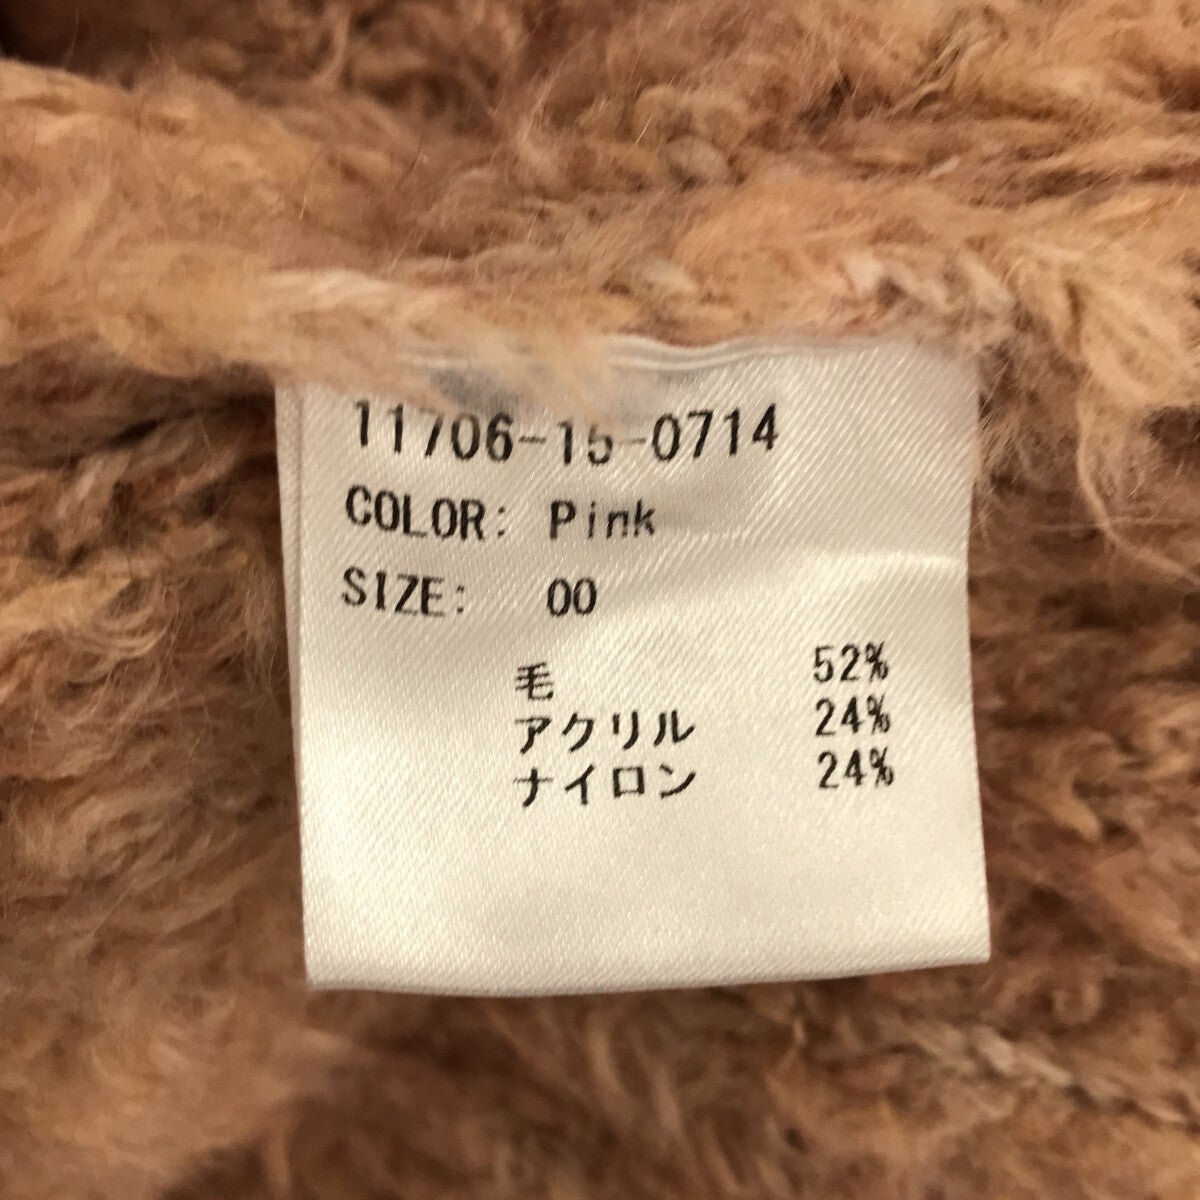 11706-15-0714
COLOR: Pink
SIZE: 00
毛 52%
アクリル 24%
ナイロン 24%